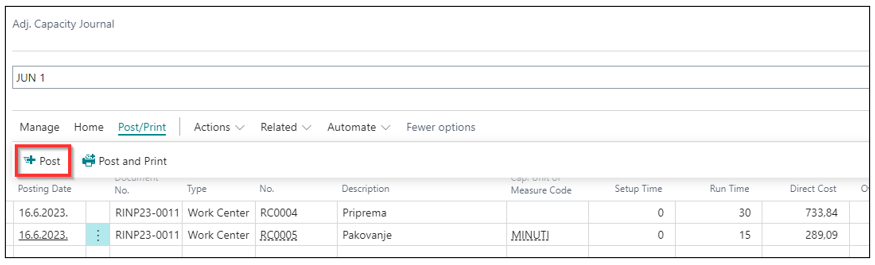 Adj. Capacity Journal
JUN 1
Manage Home Post/Print Actions Related Automate Fewer options
Post Post and Print
Posting Date Document No. Type No. Description Cap. Unit of Measure Code Setup Time Run Time Direct Cost
16.6.2023. RINP23-0011 Work Center RC0004 Priprema 0 30 733,84
16.6.2023. RINP23-0011 Work Center RC0005 Pakovanje MINUTI 0 15 289,09